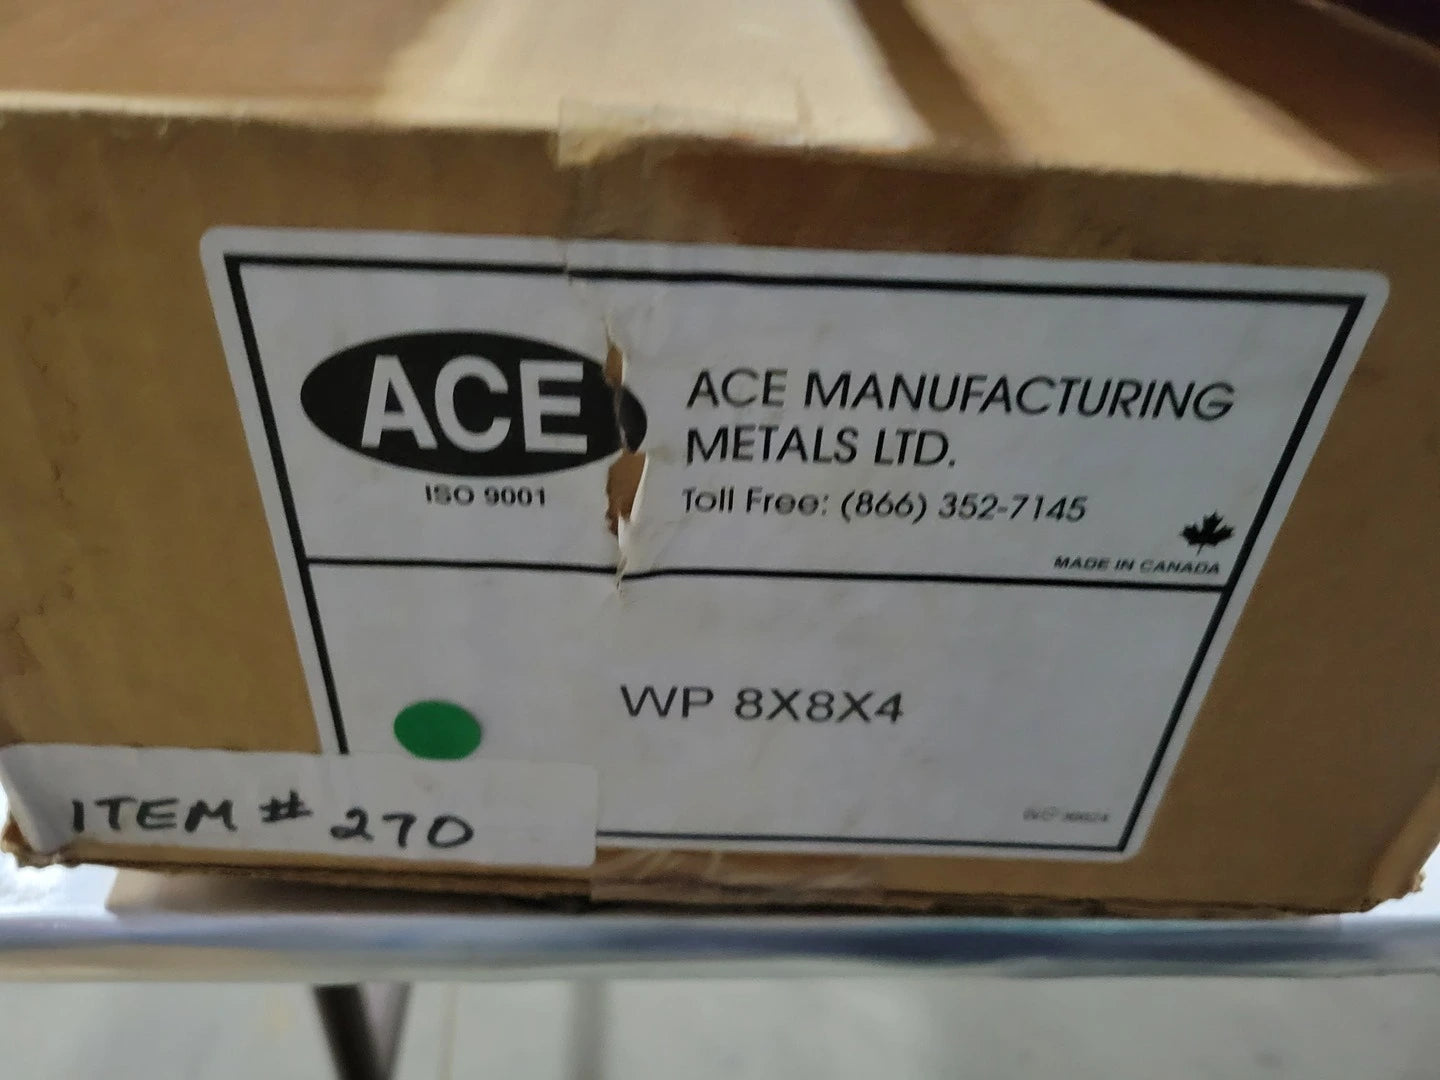 ACE
ISO 9001
ACE MANUFACTURING
METALS LTD.
Toll Free: (866) 352-7145
MADE IN CANADA
WP 8X8X4
ITEM # 270